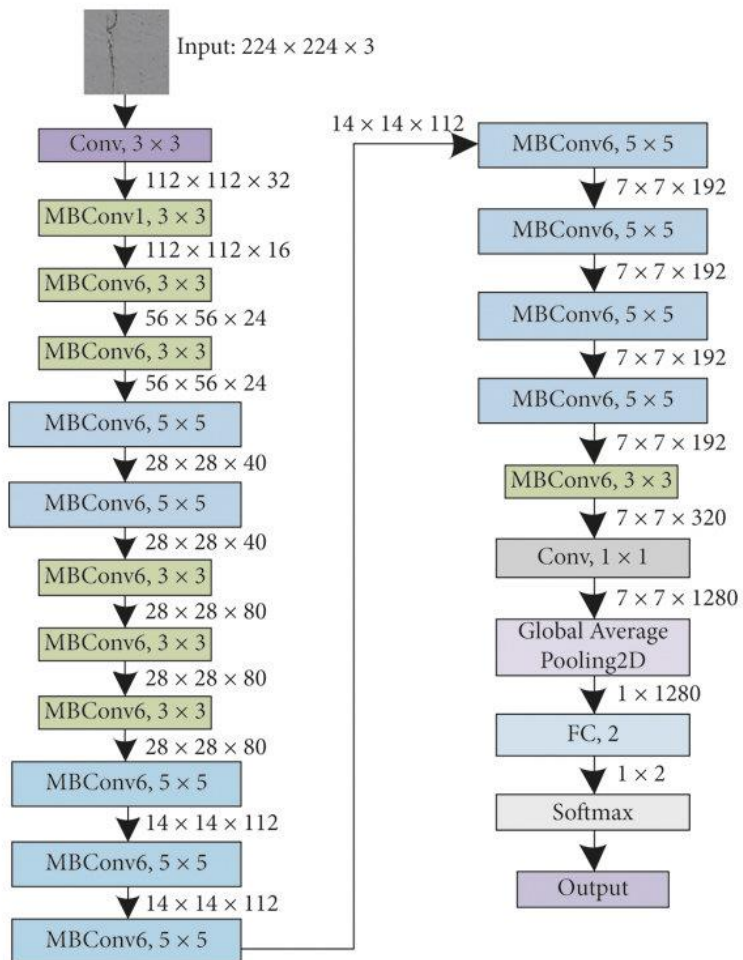 Input: 224 × 224 × 3
Conv, 3 × 3
112 × 112 × 32
MBConv1, 3 × 3
112 × 112 × 16
MBConv6, 3 × 3
56 × 56 × 24
MBConv6, 3 × 3
56 × 56 × 24
MBConv6, 5 × 5
28 × 28 × 40
MBConv6, 5 × 5
28 × 28 × 40
MBConv6, 3 × 3
28 × 28 × 80
MBConv6, 3 × 3
28 × 28 × 80
MBConv6, 3 × 3
28 × 28 × 80
MBConv6, 5 × 5
14 × 14 × 112
MBConv6, 5 × 5
14 × 14 × 112
MBConv6, 5 × 5
14 × 14 × 112
MBConv6, 5 × 5
7 × 7 × 192
MBConv6, 5 × 5
7 × 7 × 192
MBConv6, 5 × 5
7 × 7 × 192
MBConv6, 5 × 5
7 × 7 × 192
MBConv6, 3 × 3
7 × 7 × 320
Conv, 1 × 1
7 × 7 × 1280
Global Average
Pooling2D
1 × 1280
FC, 2
1 × 2
Softmax
Output